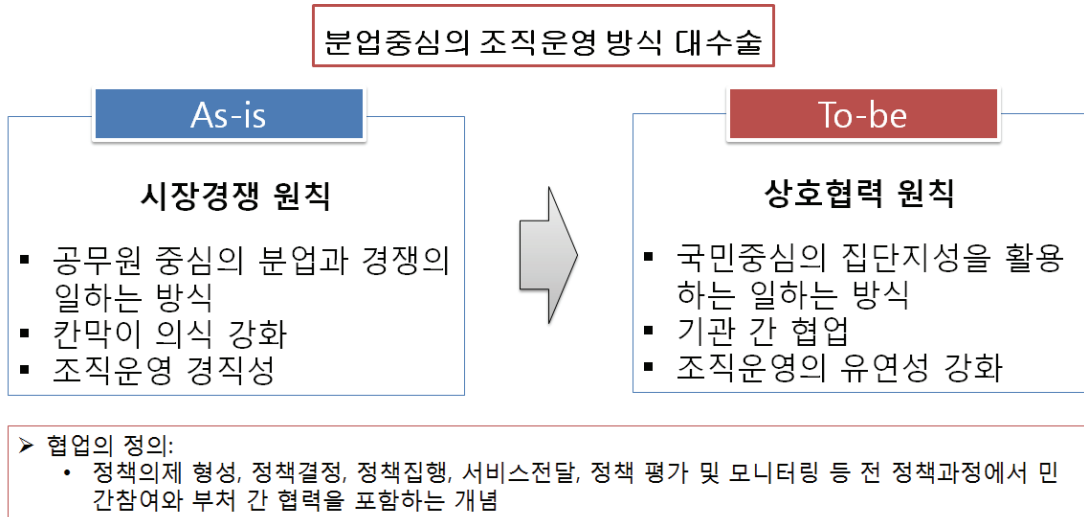 분업중심의 조직운영 방식 대수술
As-is
시장경쟁 원칙
▪ 공무원 중심의 분업과 경쟁의
일하는 방식
▪ 칸막이 의식 강화
▪ 조직운영 경직성
To-be
상호협력 원칙
▪ 국민중심의 집단지성을 활용
하는 일하는 방식
▪ 기관 간 협업
▪ 조직운영의 유연성 강화
➢ 협업의 정의:
• 정책의제 형성, 정책결정, 정책집행, 서비스전달, 정책 평가 및 모니터링 등 전 정책과정에서 민
간참여와 부처 간 협력을 포함하는 개념